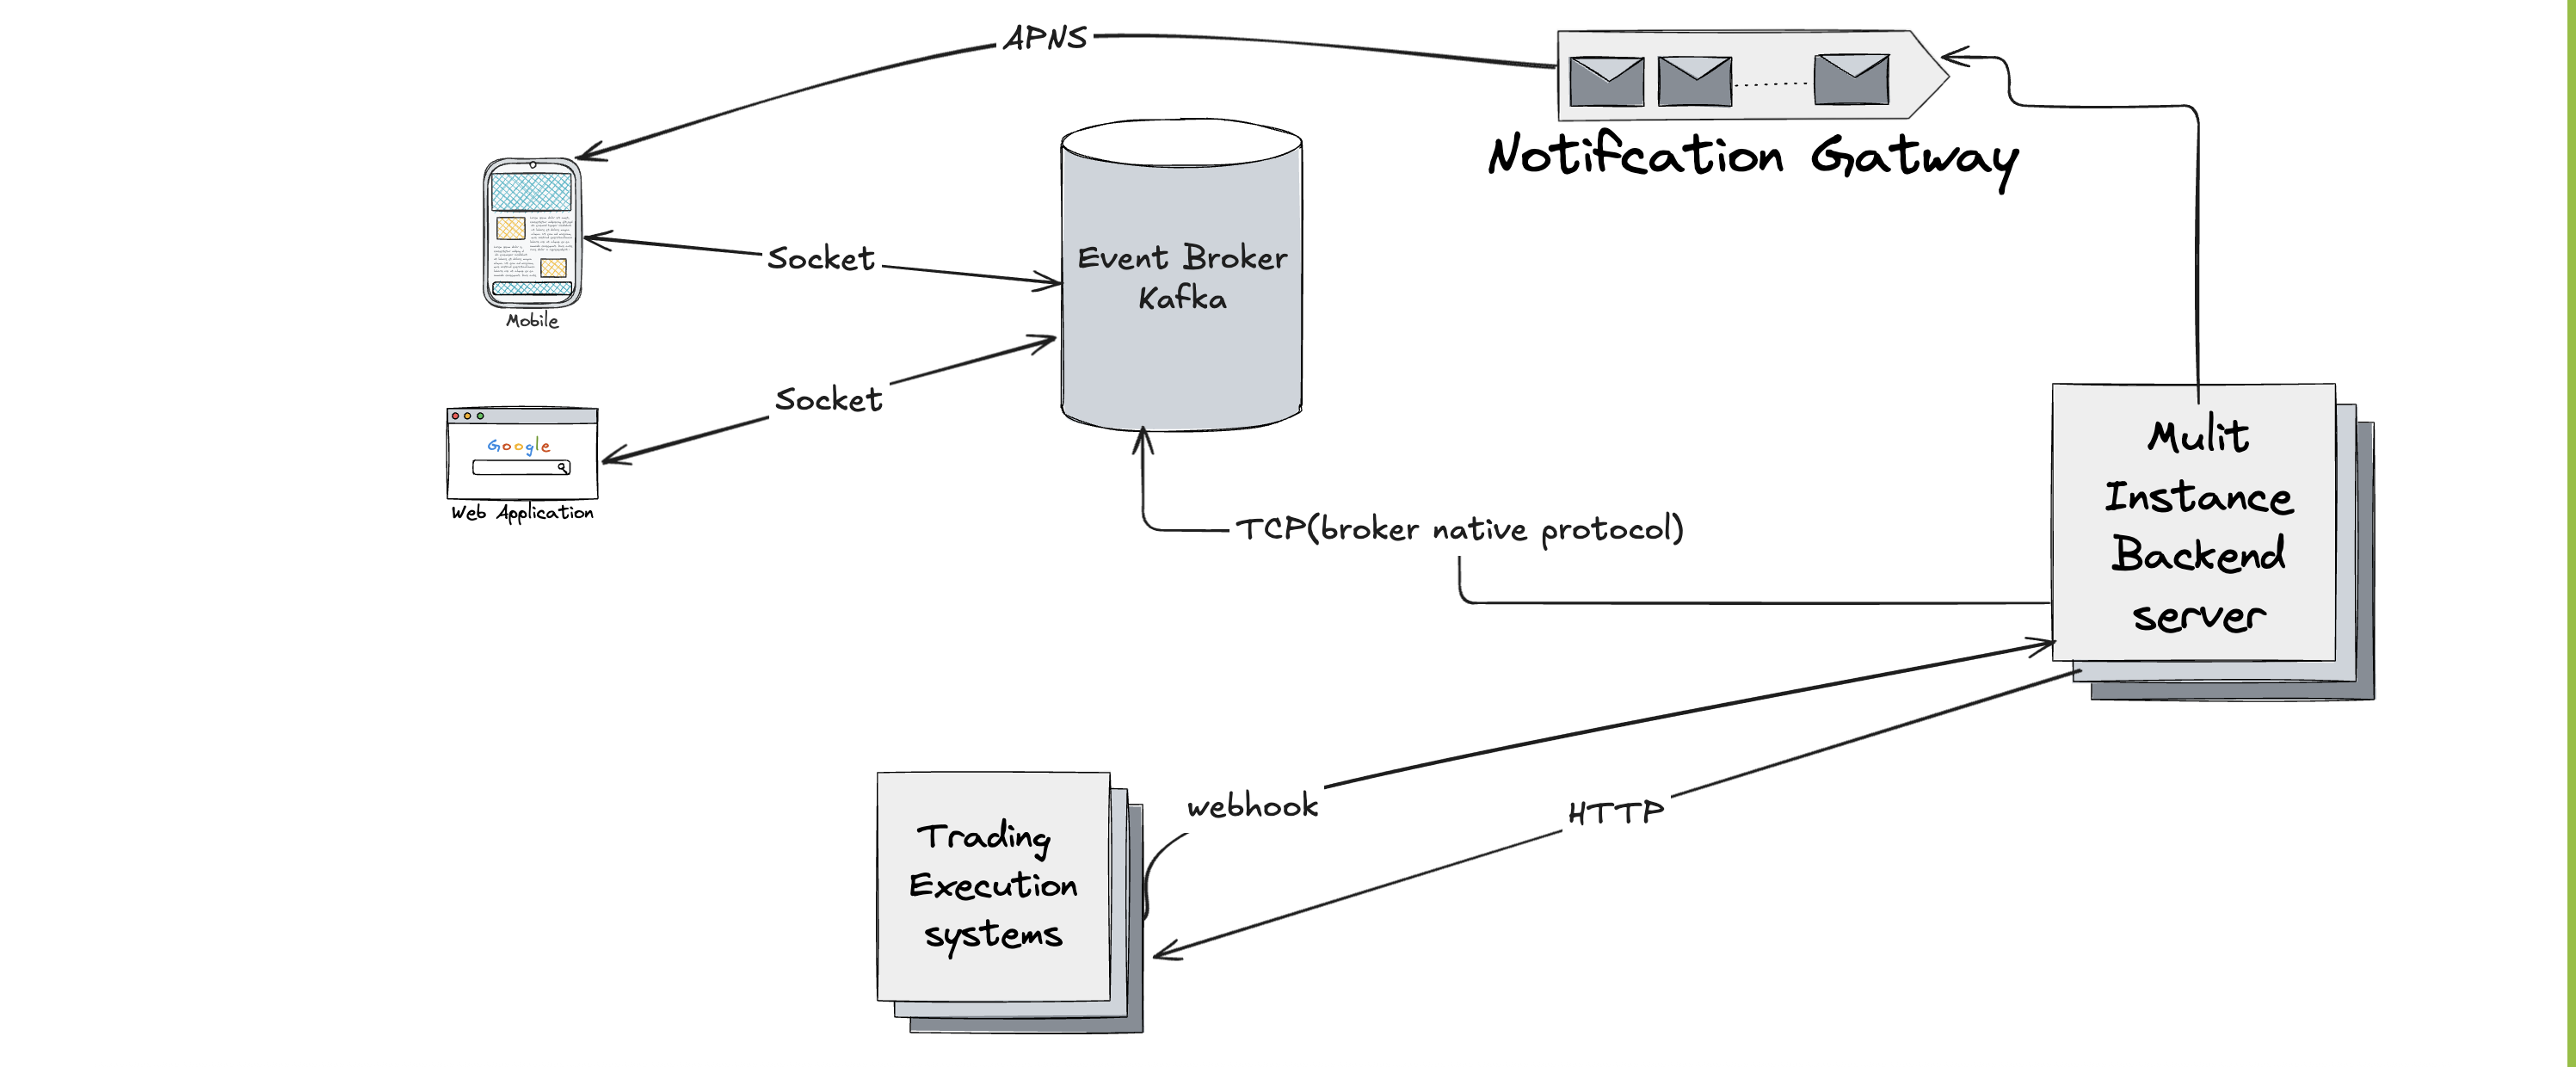 APNS
Notifcation Gatway
Socket
Event Broker
Kafka
Mobile
Socket
Google
Web Application
TCP(broker native protocol)
Mulit
Instance
Backend
server
webhook
HTTP
Trading
Execution
systems